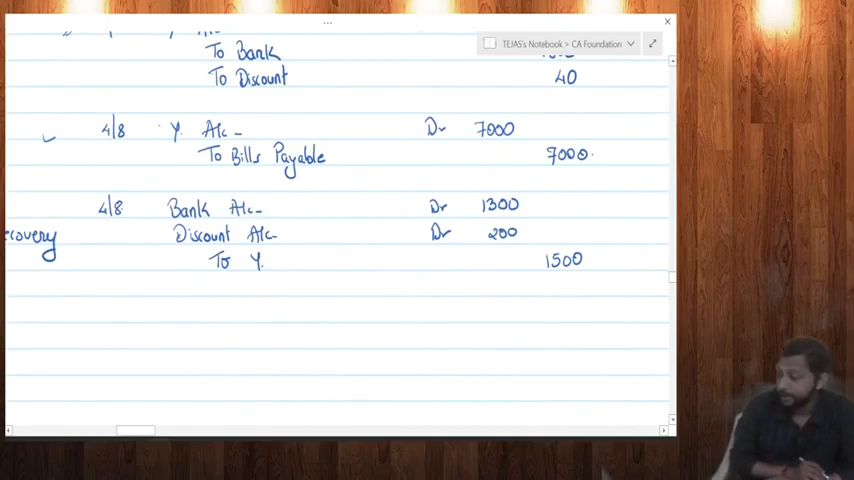 TEJAS's Notebook > CA Foundation
To Bank
To Discount 40
4/8 Y. A/c - Dr 7000
To Bills Payable 7000.
4/8 Bank A/c - Dr 1300
ecovery Discount A/c - Dr 200
To Y. 1500